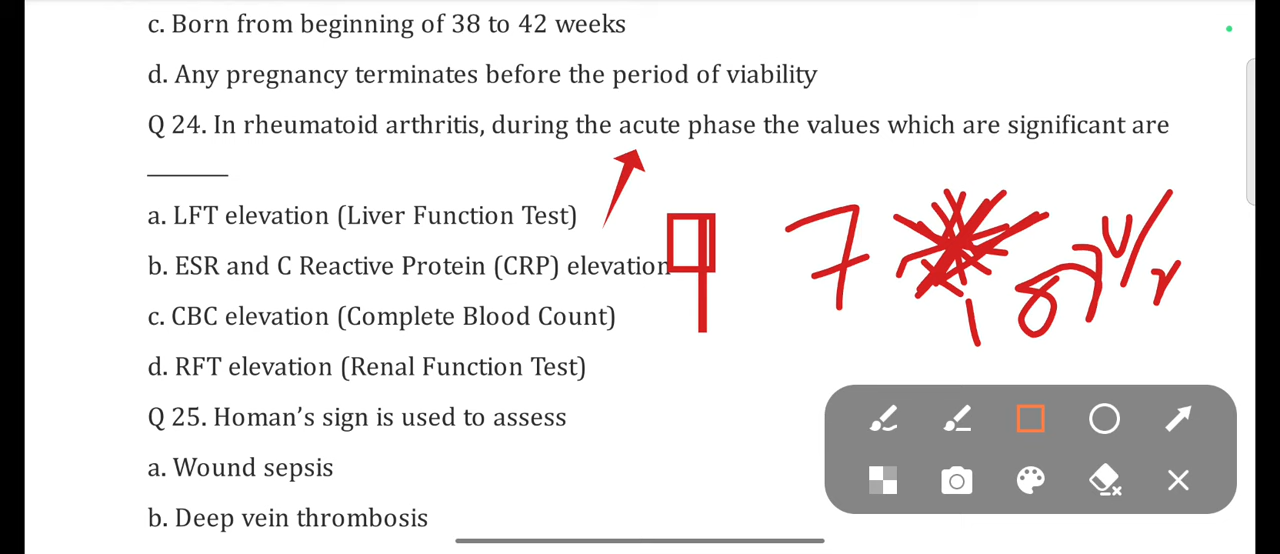 c. Born from beginning of 38 to 42 weeks
d. Any pregnancy terminates before the period of viability
Q 24. In rheumatoid arthritis, during the acute phase the values which are significant are
______
a. LFT elevation (Liver Function Test)
b. ESR and C Reactive Protein (CRP) elevation
c. CBC elevation (Complete Blood Count)
d. RFT elevation (Renal Function Test)
Q 25. Homan’s sign is used to assess
a. Wound sepsis
b. Deep vein thrombosis